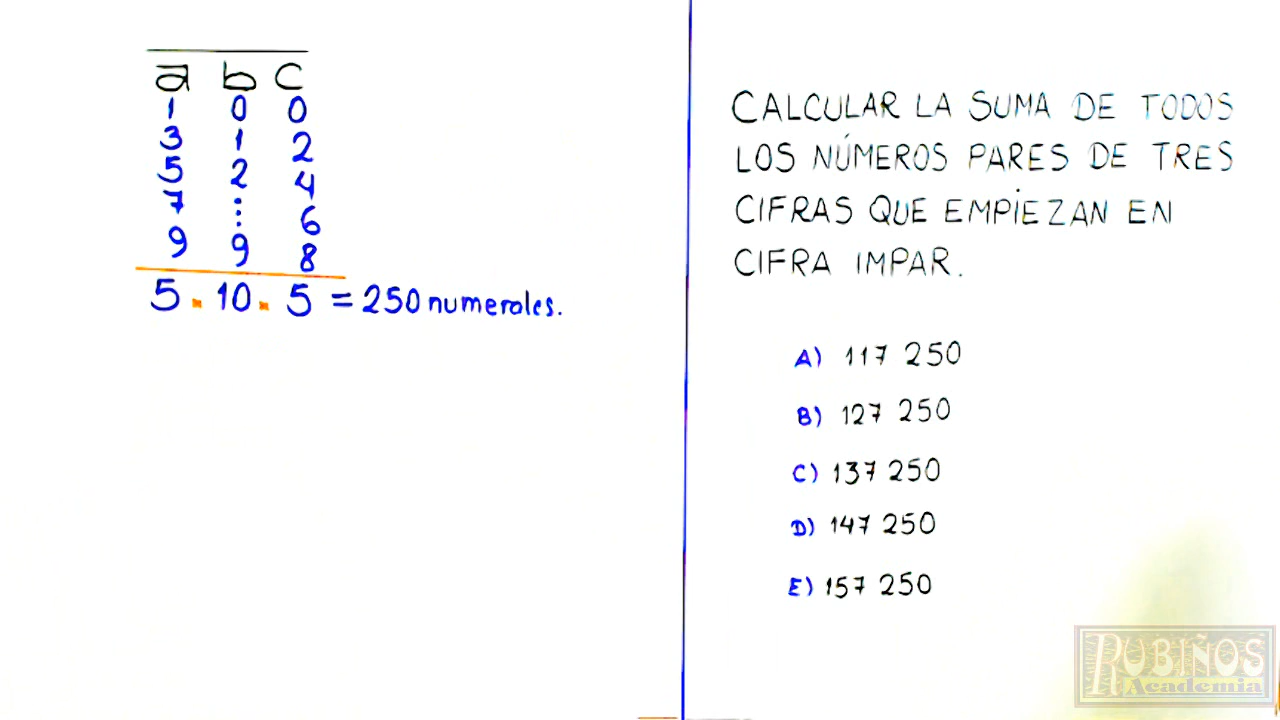 a b c
1 0 0
3 1 2
5 2 4
7 ⋮ 6
9 9 8
5 . 10 . 5 = 250 numerales.
CALCULAR LA SUMA DE TODOS
LOS NÚMEROS PARES DE TRES
CIFRAS QUE EMPIEZAN EN
CIFRA IMPAR.
A) 117 250
B) 127 250
C) 137 250
D) 147 250
E) 157 250
RUBIÑOS
Academia